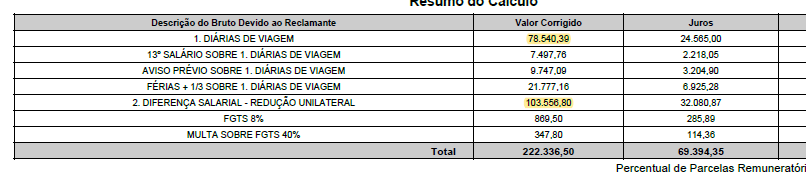 Resumo do Cálculo
Descrição do Bruto Devido ao Reclamante Valor Corrigido Juros
1. DIÁRIAS DE VIAGEM 78.540,39 24.565,00
13º SALÁRIO SOBRE 1. DIÁRIAS DE VIAGEM 7.497,76 2.218,05
AVISO PRÉVIO SOBRE 1. DIÁRIAS DE VIAGEM 9.747,09 3.204,90
FÉRIAS + 1/3 SOBRE 1. DIÁRIAS DE VIAGEM 21.777,16 6.925,28
2. DIFERENÇA SALARIAL - REDUÇÃO UNILATERAL 103.556,80 32.080,87
FGTS 8% 869,50 285,89
MULTA SOBRE FGTS 40% 347,80 114,36
Total 222.336,50 69.394,35
Percentual de Parcelas